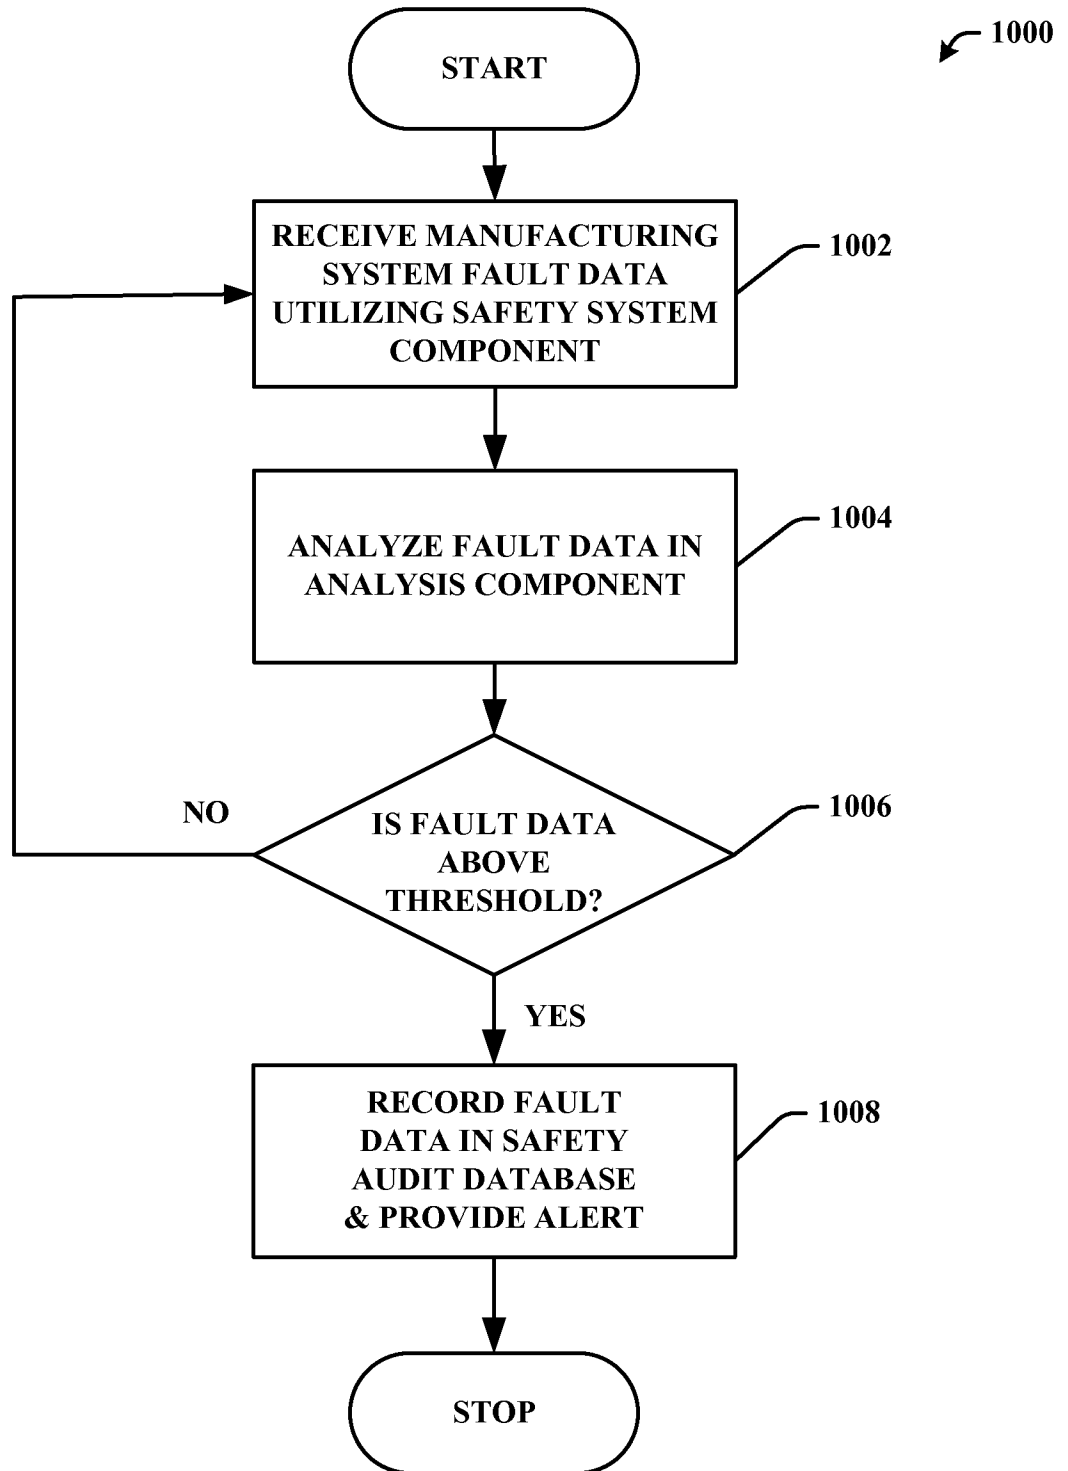 1000
START
RECEIVE MANUFACTURING
SYSTEM FAULT DATA
UTILIZING SAFETY SYSTEM
COMPONENT
1002
ANALYZE FAULT DATA IN
ANALYSIS COMPONENT
1004
IS FAULT DATA
ABOVE
THRESHOLD?
1006
NO
YES
RECORD FAULT
DATA IN SAFETY
AUDIT DATABASE
& PROVIDE ALERT
1008
STOP